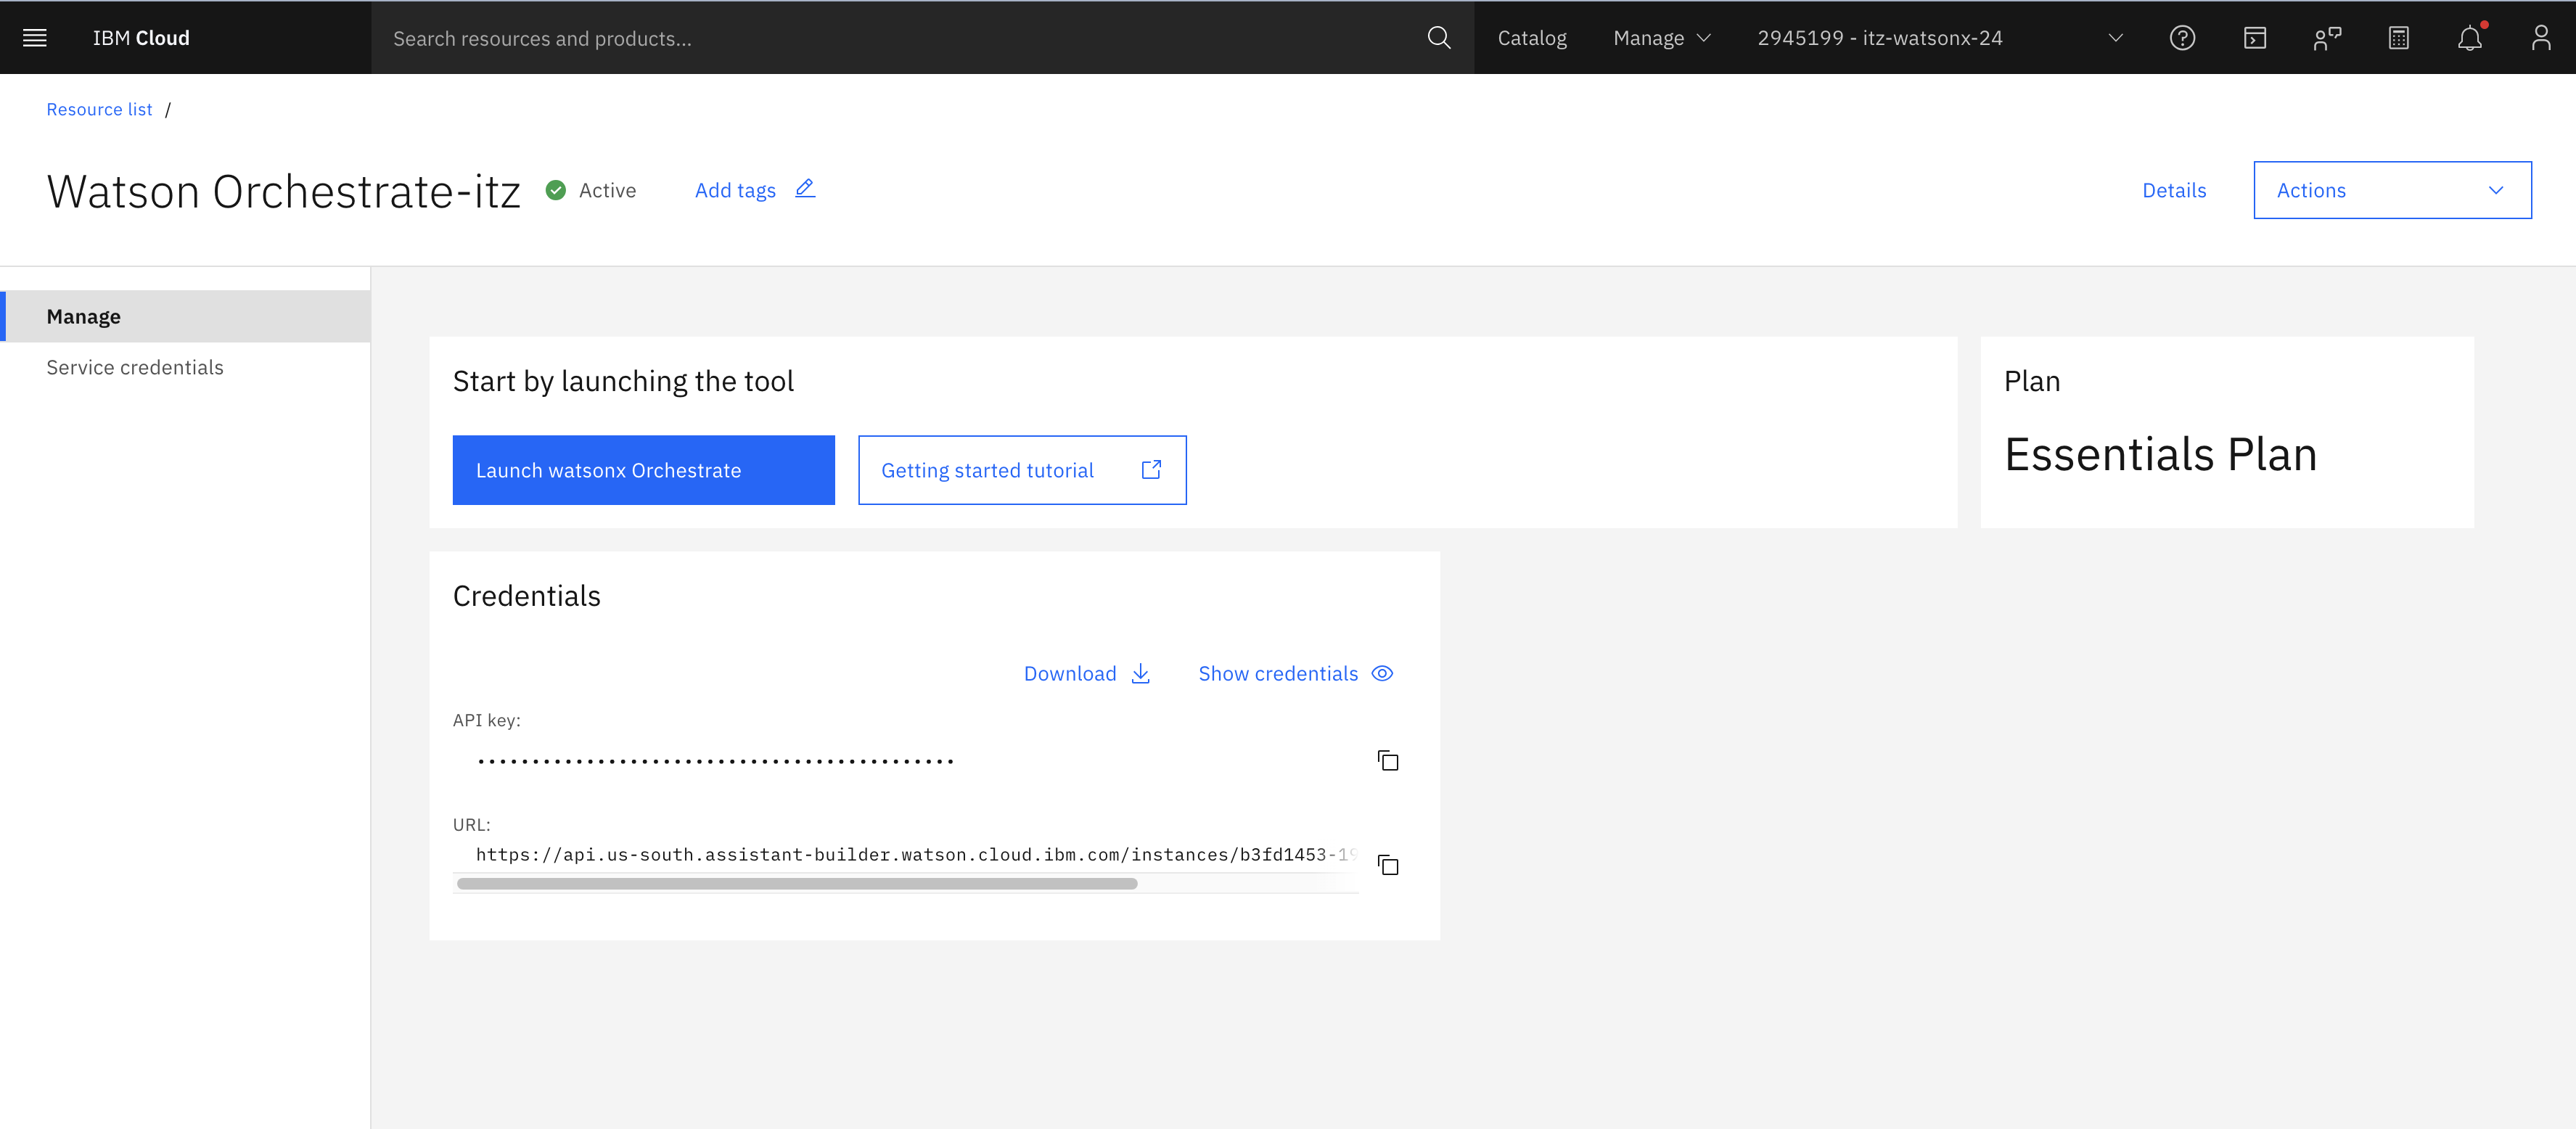 IBM Cloud
Search resources and products...
Catalog
Manage
2945199 - itz-watsonx-24
Resource list /
Watson Orchestrate-itz
Active
Add tags
Details
Actions
Manage
Service credentials
Start by launching the tool
Launch watsonx Orchestrate
Getting started tutorial
Plan
Essentials Plan
Credentials
Download
Show credentials
API key:
••••••••••••••••••••••••••••••••••••••••••••
URL:
https://api.us-south.assistant-builder.watson.cloud.ibm.com/instances/b3fd1453-19